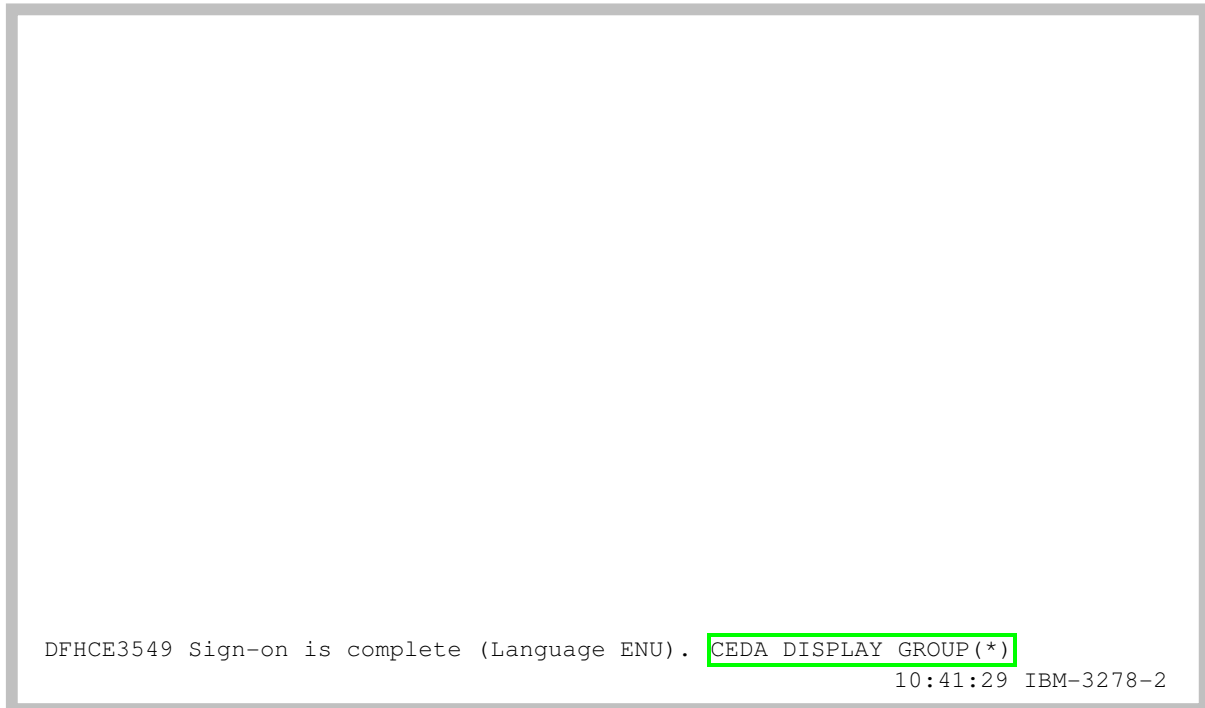 DFHCE3549 Sign-on is complete (Language ENU). CEDA DISPLAY GROUP(*)
10:41:29 IBM-3278-2